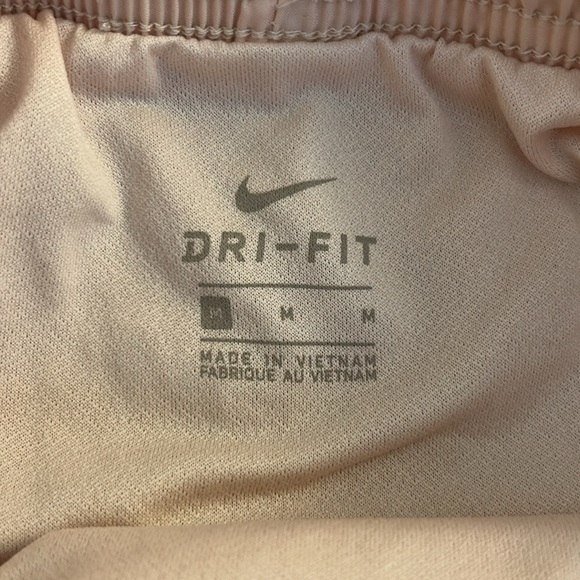 DRI-FIT
M M M
MADE IN VIETNAM
FABRIQUE AU VIETNAM